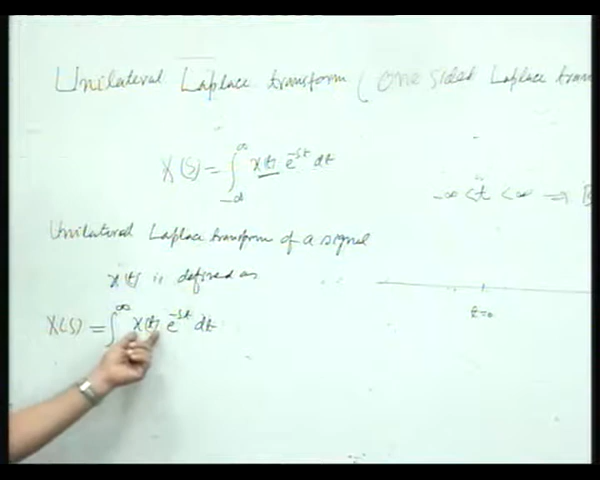 Unilateral Laplace transform ( One sided Laplace
X(s) = ∫_{-∞}^{∞} x(t) e^{-st} dt
-∞ < t < ∞ ⇒
Unilateral Laplace transform of a signal
x(t) is defined as
t=0
X(s) = ∫^{∞} x(t) e^{-st} dt